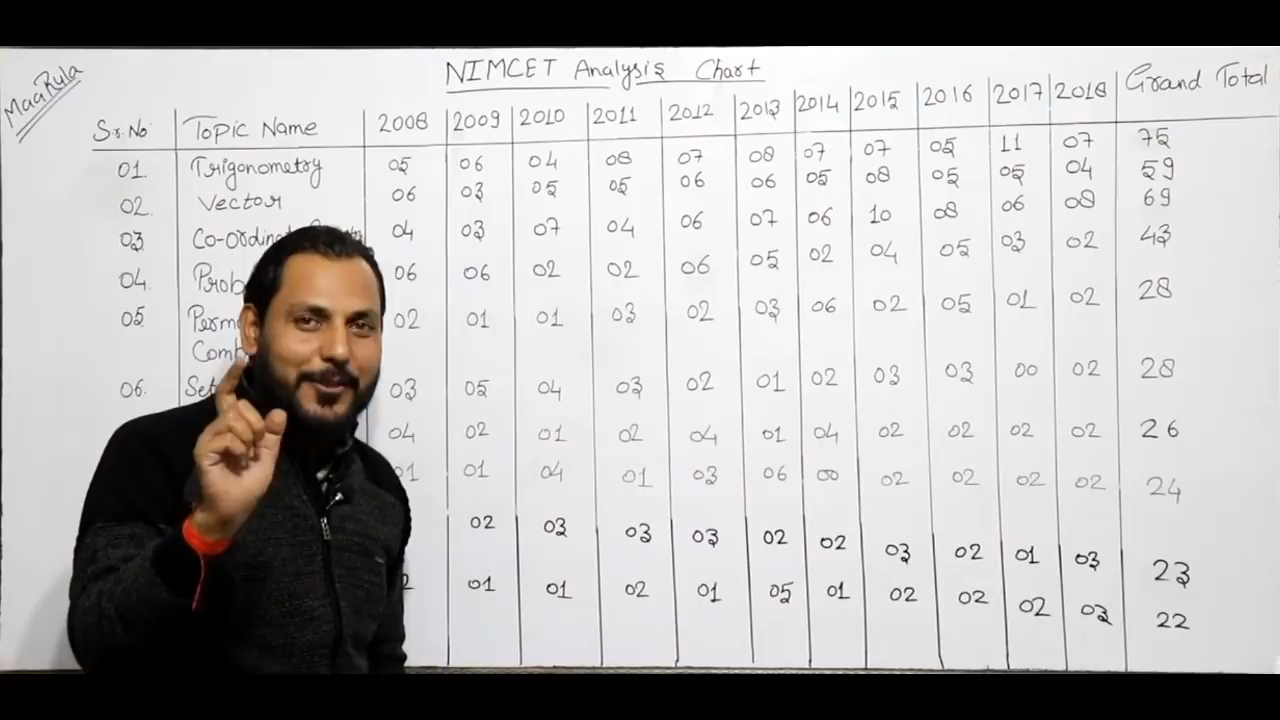 MaaRula
NIMCET Analysis Chart
Sr.No Topic Name 2008 2009 2010 2011 2012 2013 2014 2015 2016 2017 2018 Grand Total
01. Trigonometry 05 06 04 08 07 08 07 07 05 11 07 75
02. Vector 06 03 05 05 06 06 05 08 05 05 04 59
03 Co-ordinate 04 03 07 04 06 07 06 10 08 06 08 69
04. Prob 06 06 02 02 06 05 02 04 05 03 02 43
05 Perm 02 01 01 03 02 03 06 02 05 01 02 28
Comb
06. Set 03 05 04 03 02 01 02 03 03 00 02 28
04 02 01 02 04 01 04 02 02 02 02 26
01 01 04 01 03 06 00 02 02 02 02 24
02 03 03 03 02 02 03 02 01 03 23
2 01 01 02 01 05 01 02 02 02 03 22